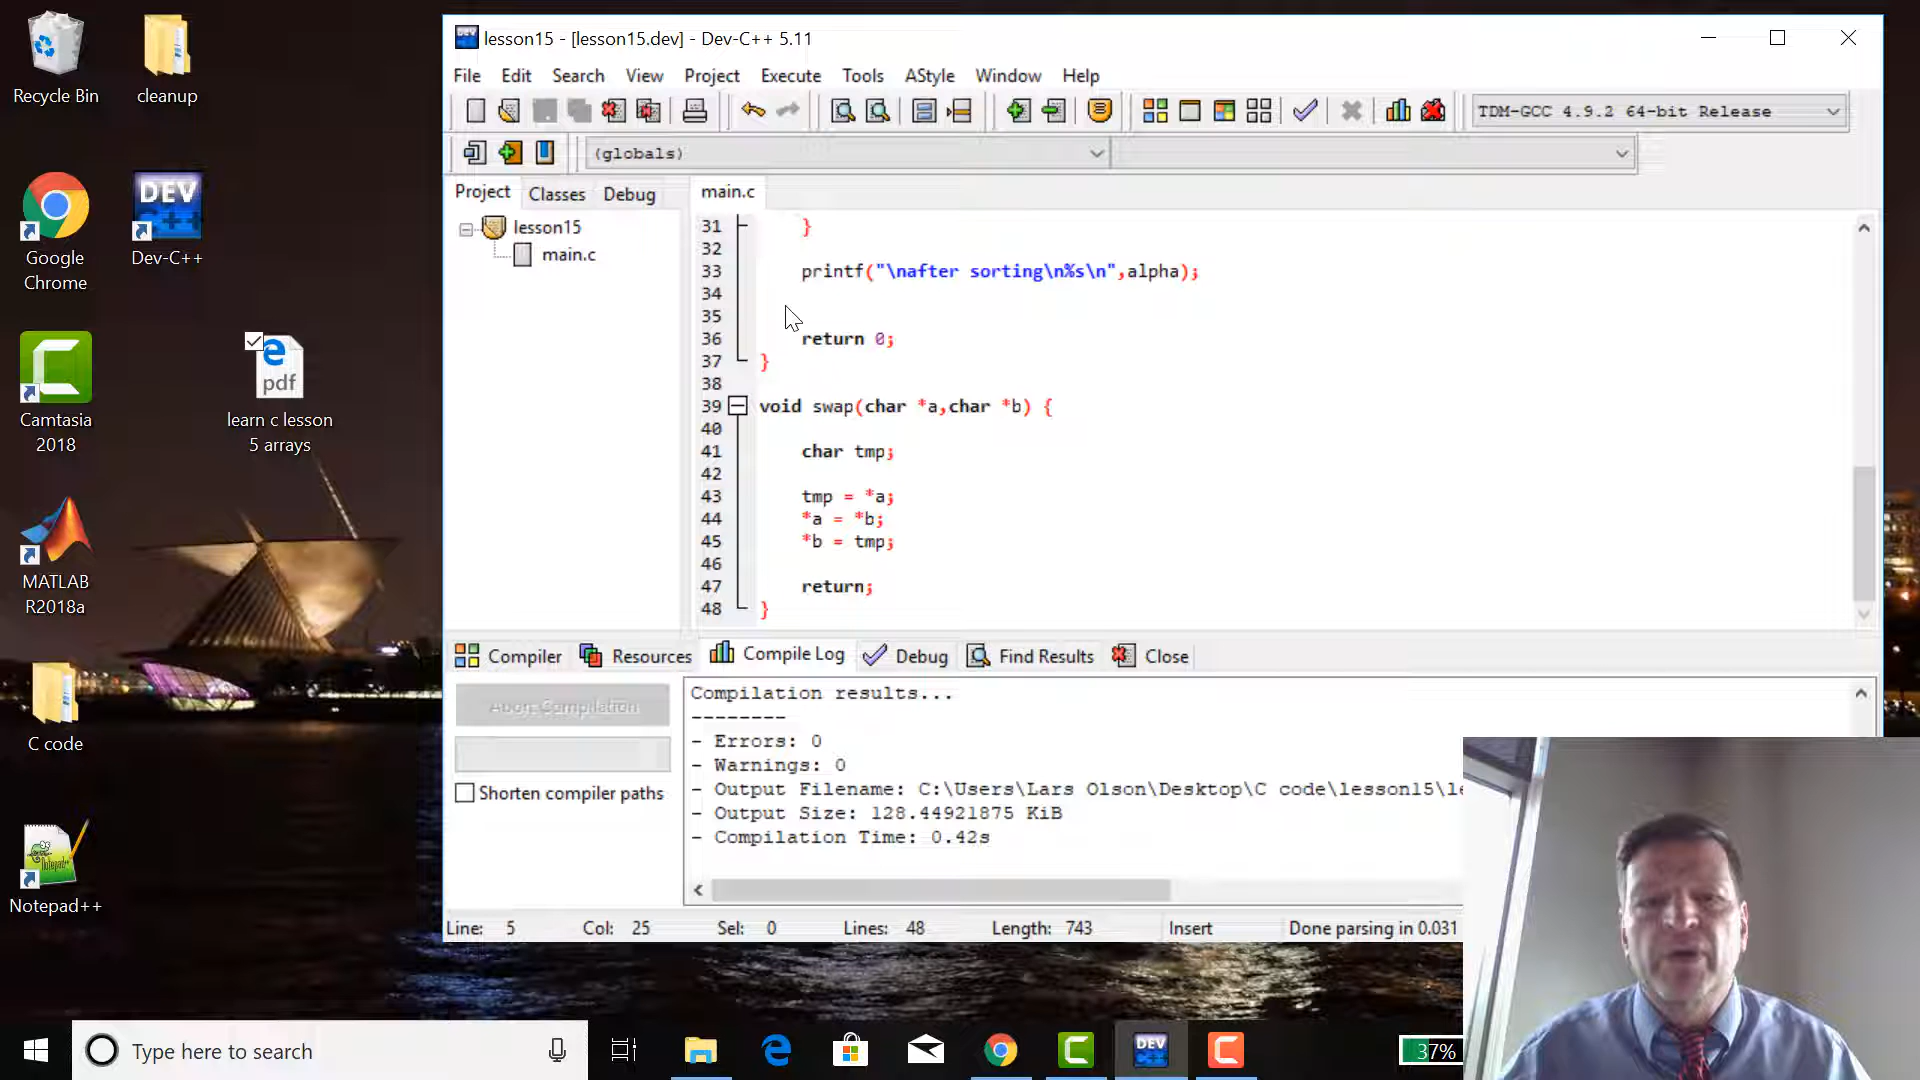 Recycle Bin
cleanup
Google
Chrome
DEV
C++
Dev-C++
Camtasia
2018
pdf
learn c lesson
5 arrays
MATLAB
R2018a
C code
Notepad++
lesson15 - [lesson15.dev] - Dev-C++ 5.11
File Edit Search View Project Execute Tools AStyle Window Help
TDM-GCC 4.9.2 64-bit Release
(globals)
Project Classes Debug
main.c
lesson15
main.c
31 }
32
33 printf("\nafter sorting\n%s\n",alpha);
34
35
36 return 0;
37 }
38
39 void swap(char *a,char *b) {
40
41 char tmp;
42
43 tmp = *a;
44 *a = *b;
45 *b = tmp;
46
47 return;
48 }
Compiler Resources Compile Log Debug Find Results Close
Abort Compilation
Shorten compiler paths
Compilation results...
--------
- Errors: 0
- Warnings: 0
- Output Filename: C:\Users\Lars Olson\Desktop\C code\lesson15\le
- Output Size: 128.44921875 KiB
- Compilation Time: 0.42s
Line: 5 Col: 25 Sel: 0 Lines: 48 Length: 743 Insert Done parsing in 0.031
Type here to search
DEV
C++
37%